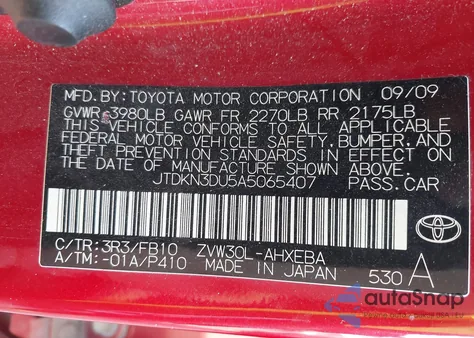 MFD.BY:TOYOTA MOTOR CORPORATION 09/09
GVWR 3980LB GAWR FR 2270LB RR 2175LB
THIS VEHICLE CONFORMS TO ALL APPLICABLE
FEDERAL MOTOR VEHICLE SAFETY,BUMPER,AND
THEFT PREVENTION STANDARDS IN EFFECT ON
THE DATE OF MANUFACTURE SHOWN ABOVE.
JTDKN3DU5A5065407 PASS.CAR
C/TR:3R3/FB10 ZVW30L-AHXEBA
A/TM:-01A/P410 MADE IN JAPAN 530 A
TOYOTA
autoSnap